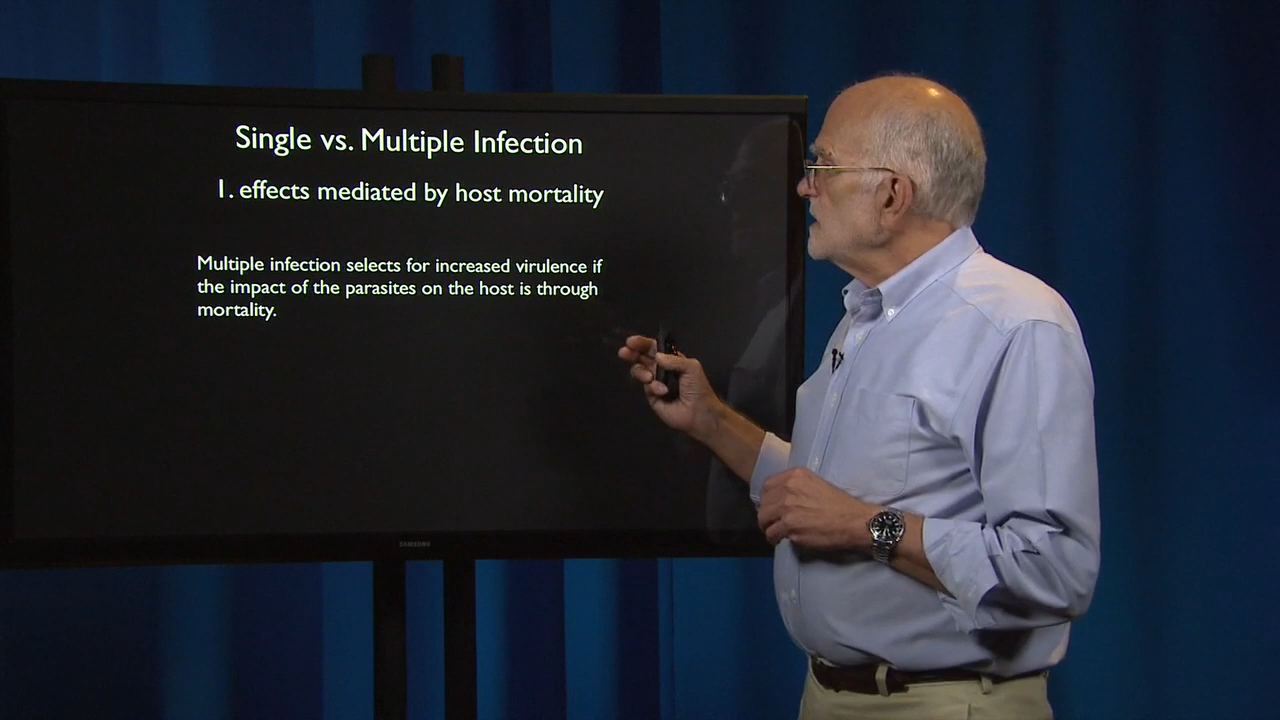 Single vs. Multiple Infection
1. effects mediated by host mortality
Multiple infection selects for increased virulence if
the impact of the parasites on the host is through
mortality.
SAMSUNG